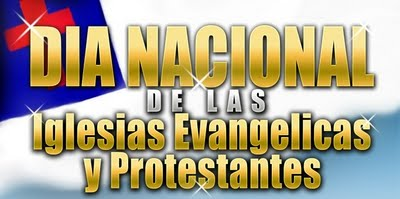 DIA NACIONAL
DE LAS
Iglesias Evangelicas
y Protestantes